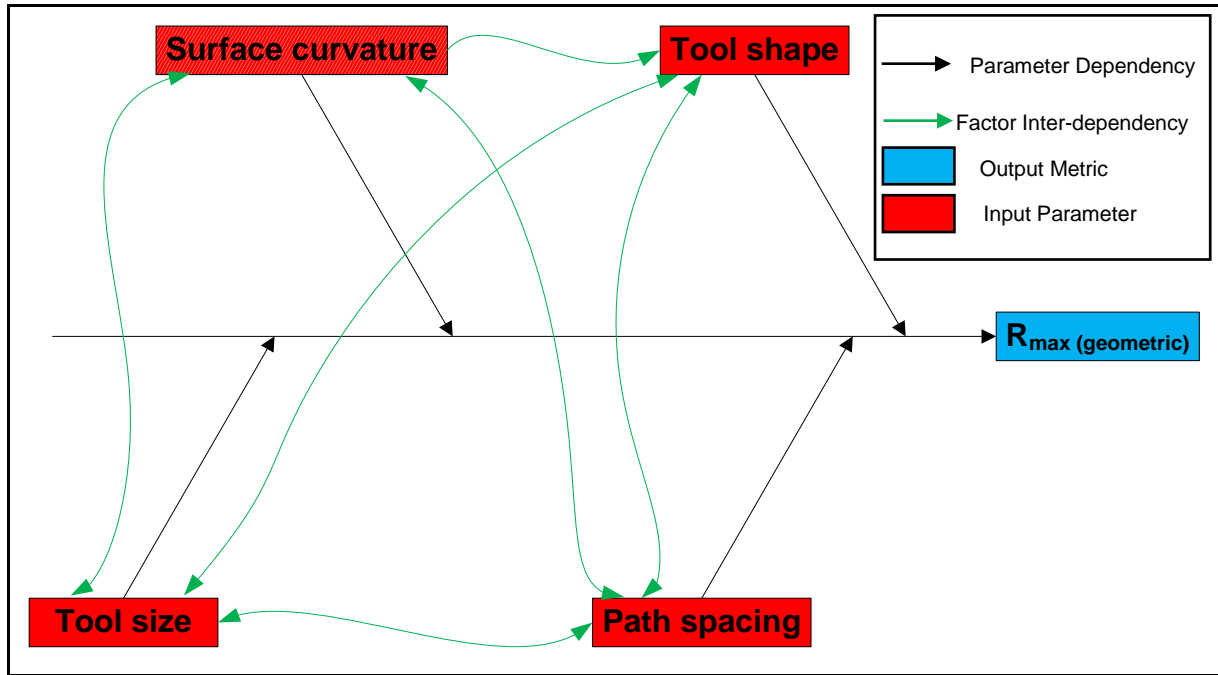 Surface curvature
Tool shape
Parameter Dependency
Factor Inter-dependency
Output Metric
Input Parameter
Rmax (geometric)
Tool size
Path spacing